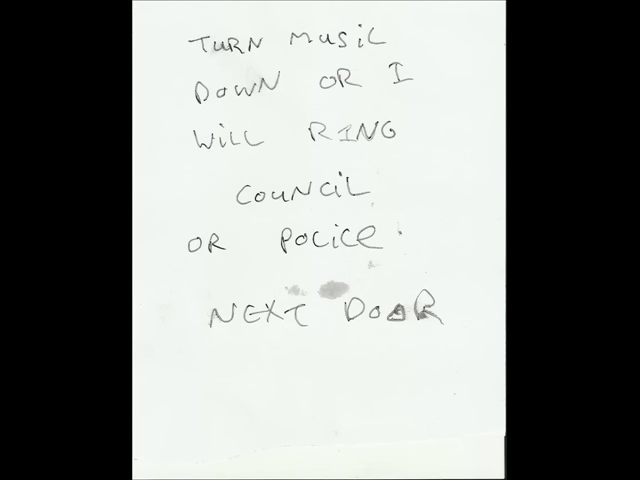 TURN MUSIC
DOWN OR I
WILL RING
COUNCIL
OR POLICE.
NEXT DOOR